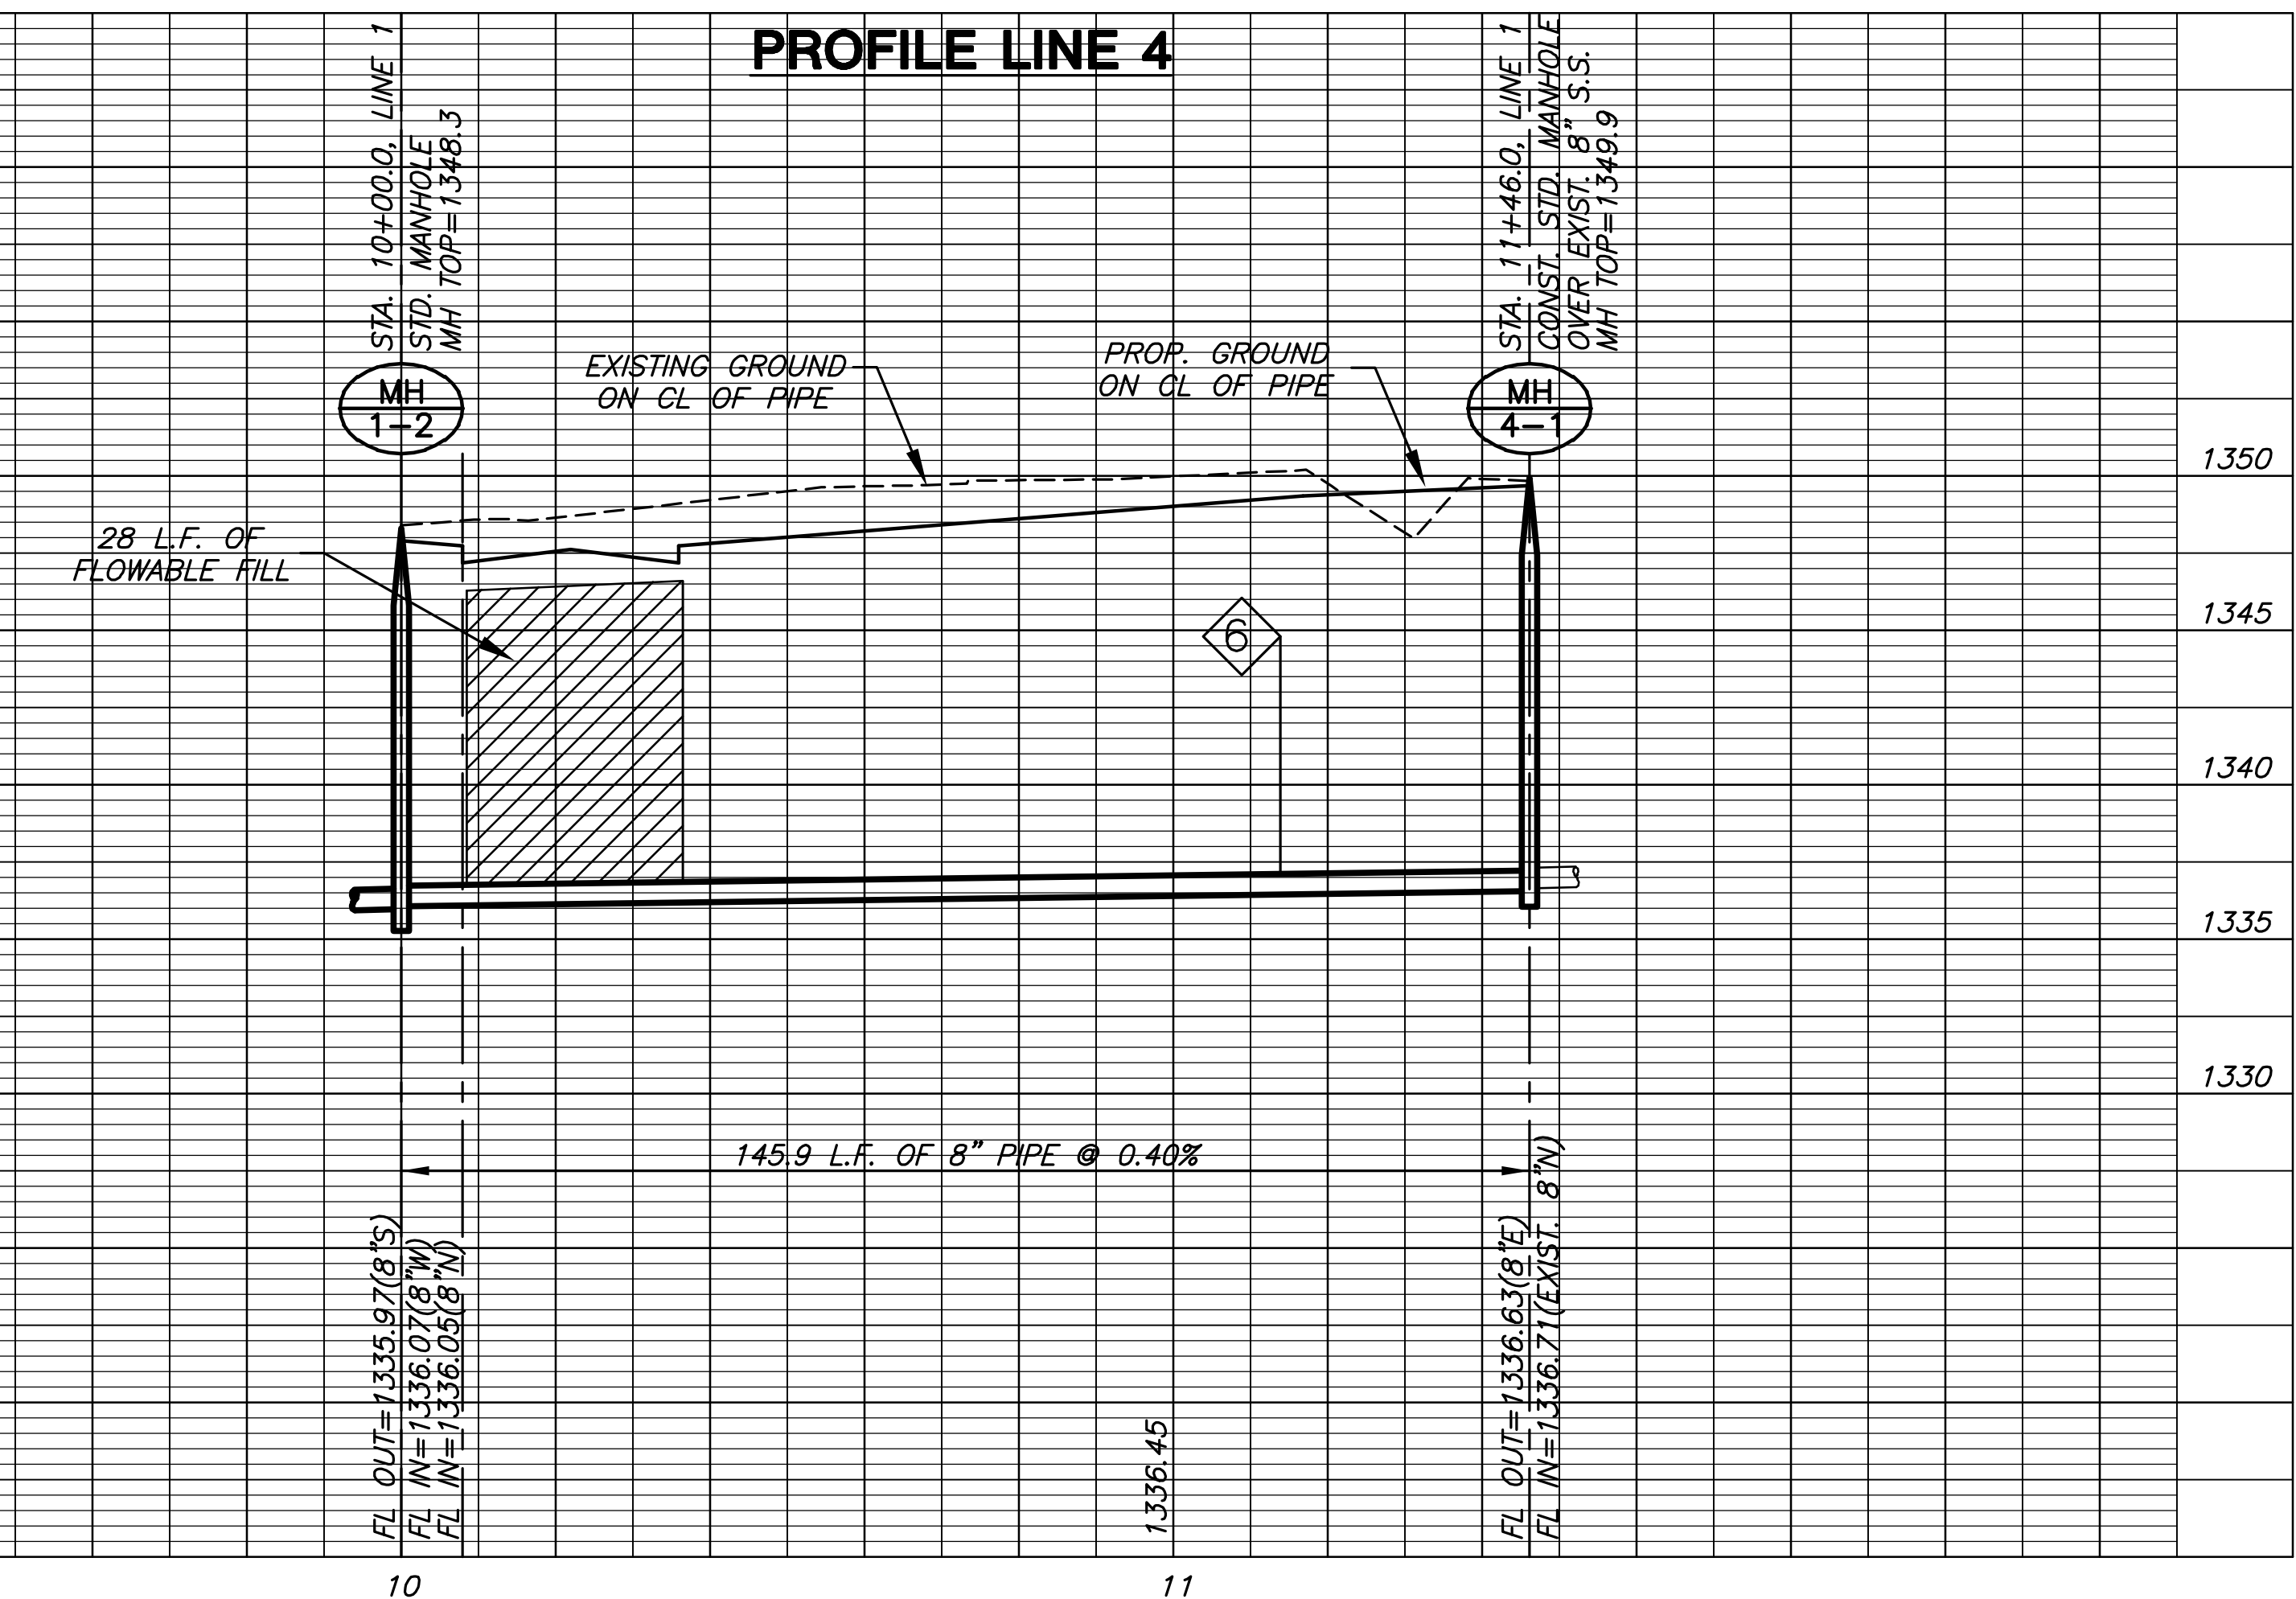 PROFILE LINE 4
STA. 10+00.0, LINE 1
STD. MANHOLE
MH TOP=1348.3
STA. 11+46.0, LINE 1
CONST. STD. MANHOLE
OVER EXIST. 8" S.S.
MH TOP=1349.9
MH
1-2
EXISTING GROUND
ON CL OF PIPE
PROP. GROUND
ON CL OF PIPE
MH
4-1
28 L.F. OF
FLOWABLE FILL
6
1350
1345
1340
1335
1330
145.9 L.F. OF 8" PIPE @ 0.40%
FL OUT=1335.97(8"S)
FL IN=1336.07(8"W)
FL IN=1336.05(8"N)
1336.45
FL OUT=1336.63(8"E)
FL IN=1336.71(EXIST. 8"N)
10
11